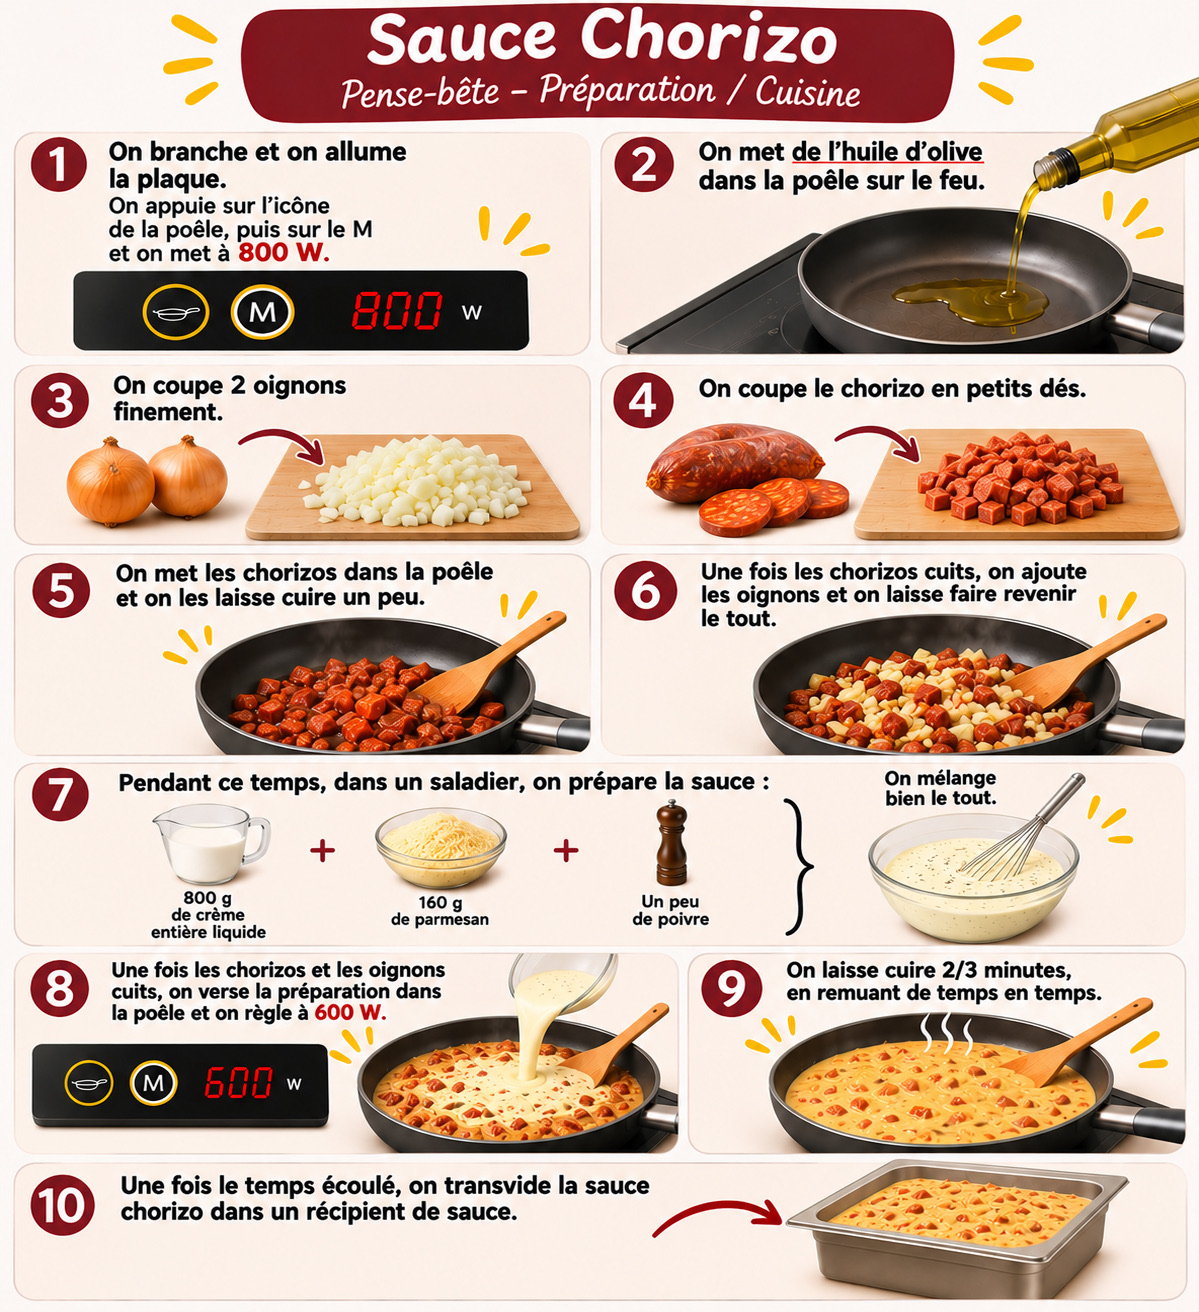 Sauce Chorizo
Pense-bête – Préparation / Cuisine
1
On branche et on allume
la plaque.
On appuie sur l'icône
de la poêle, puis sur le M
et on met à 800 W.
M 800 W
2
On met de l'huile d'olive
dans la poêle sur le feu.
3
On coupe 2 oignons
finement.
4
On coupe le chorizo en petits dés.
5
On met les chorizos dans la poêle
et on les laisse cuire un peu.
6
Une fois les chorizos cuits, on ajoute
les oignons et on laisse faire revenir
le tout.
7
Pendant ce temps, dans un saladier, on prépare la sauce :
800 g
de crème
entière liquide
+
160 g
de parmesan
+
Un peu
de poivre
On mélange
bien le tout.
8
Une fois les chorizos et les oignons
cuits, on verse la préparation dans
la poêle et on règle à 600 W.
M 600 W
9
On laisse cuire 2/3 minutes,
en remuant de temps en temps.
10
Une fois le temps écoulé, on transvide la sauce
chorizo dans un récipient de sauce.